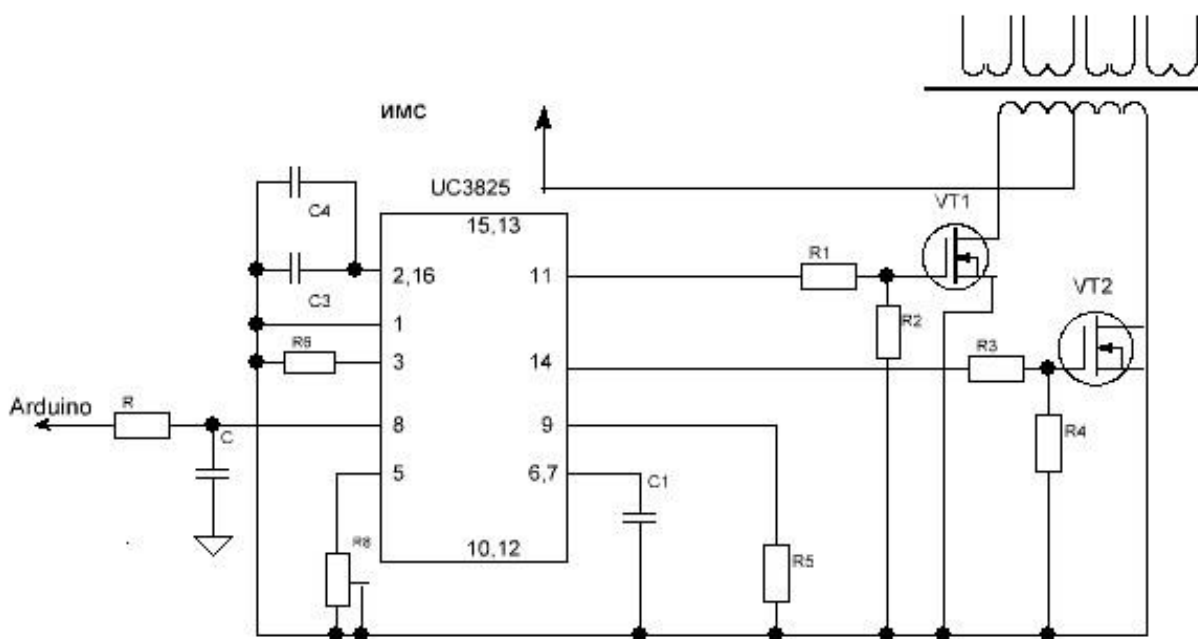 ИМС
UC3825
15,13
C4
C3
2,16
1
R6
3
Arduino
R
C
8
5
R8
10,12
11
14
9
6,7
C1
R1
R2
VT1
VT2
R3
R4
R5